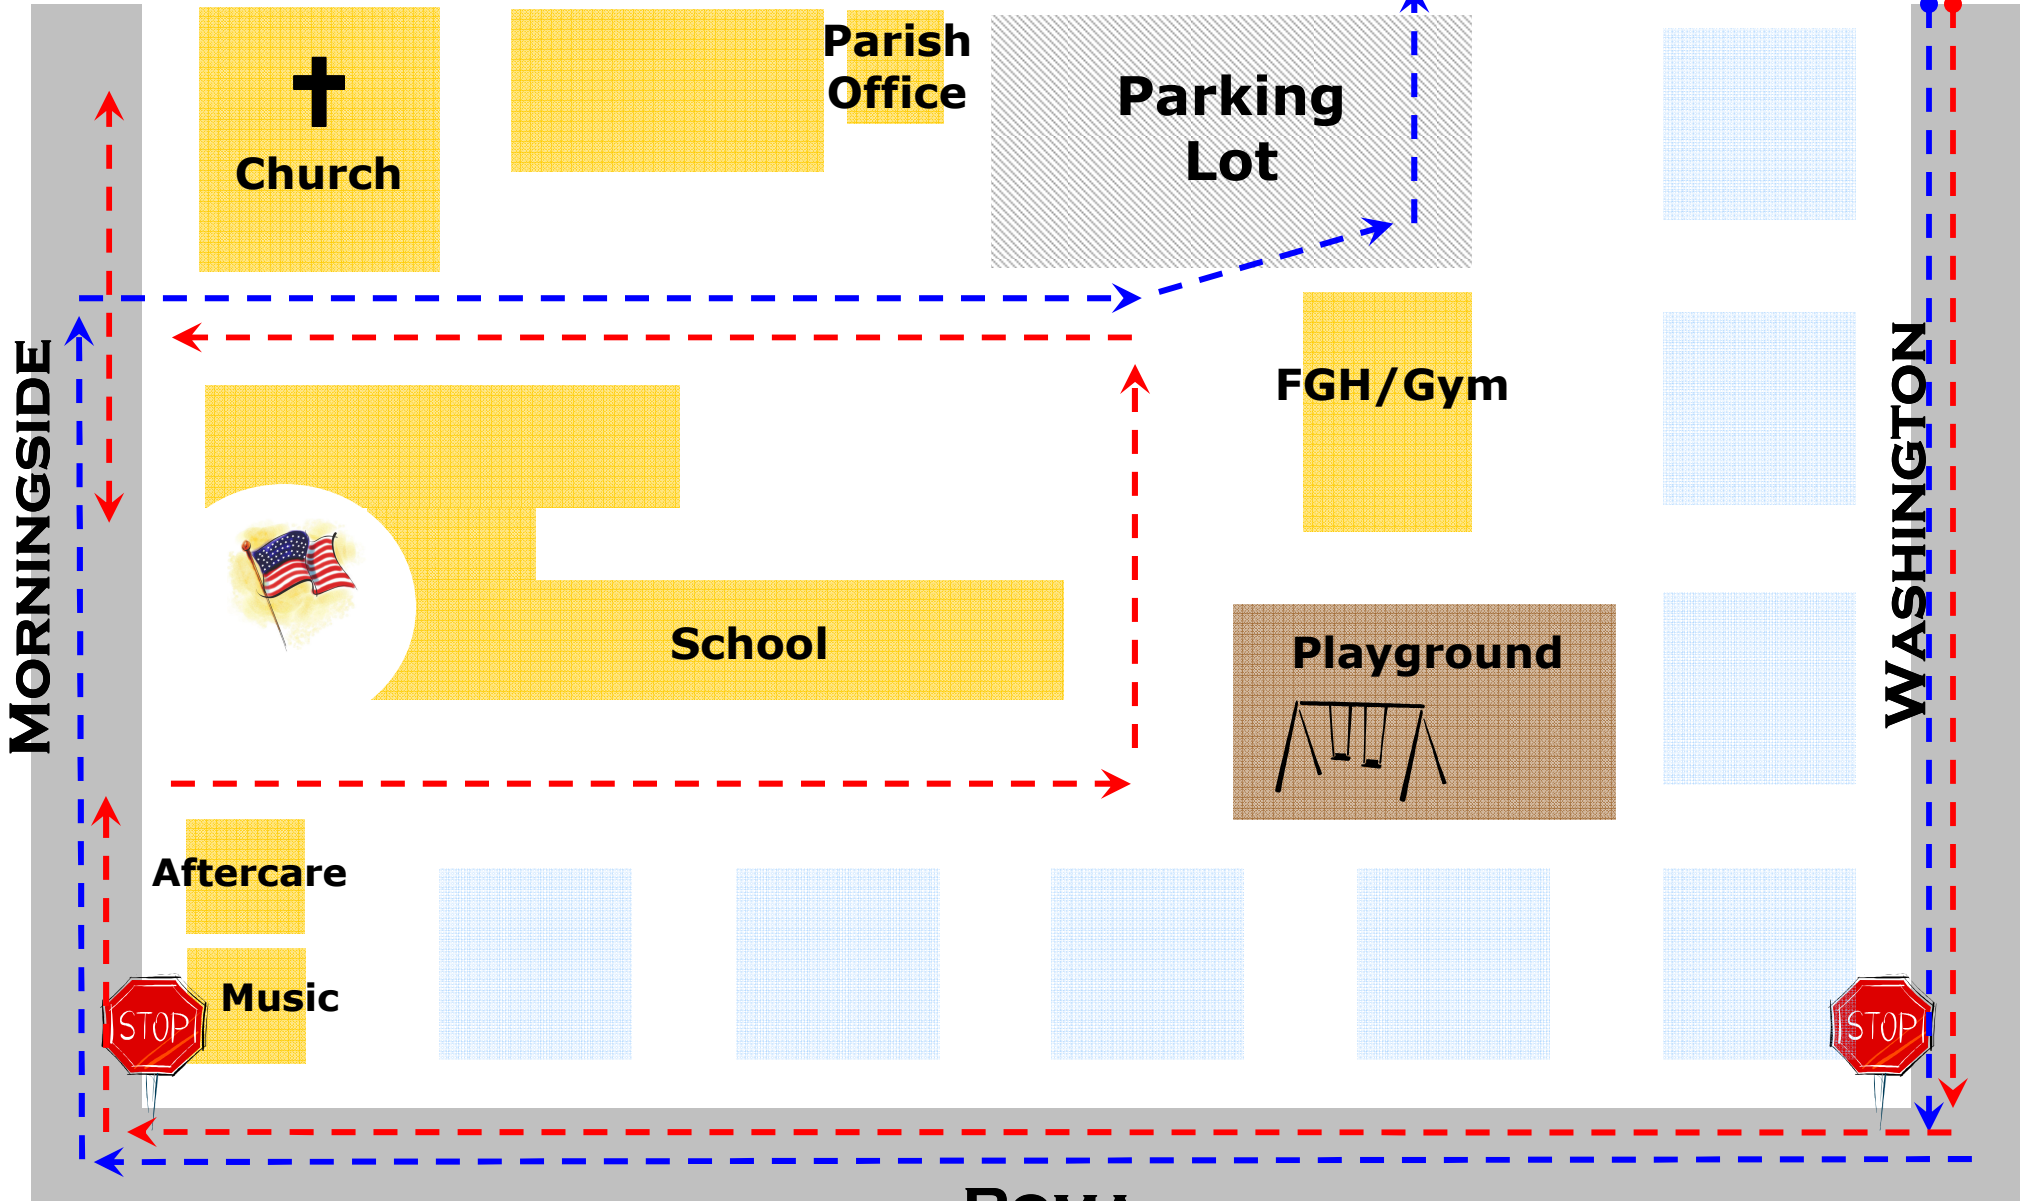 Parish
Office
Parking
Lot
Church
FGH/Gym
MORNINGSIDE
WASHINGTON
School
Playground
Aftercare
Music
STOP
STOP